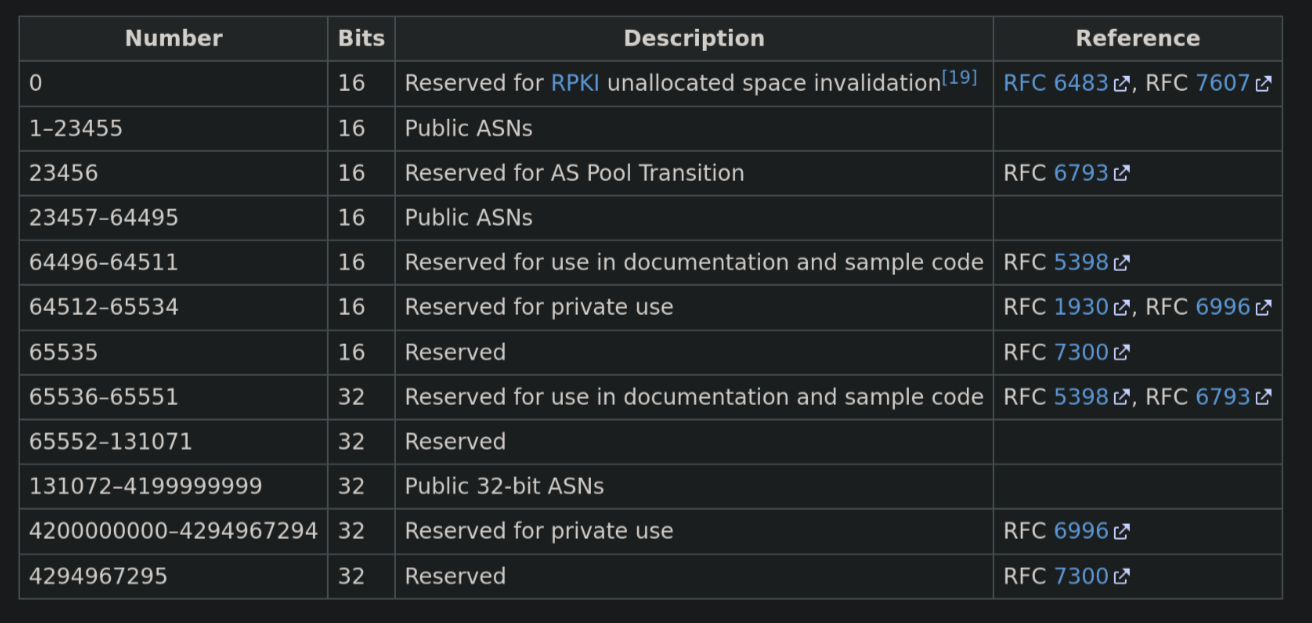 Number Bits Description Reference
0 16 Reserved for RPKI unallocated space invalidation[19] RFC 6483, RFC 7607
1–23455 16 Public ASNs
23456 16 Reserved for AS Pool Transition RFC 6793
23457–64495 16 Public ASNs
64496–64511 16 Reserved for use in documentation and sample code RFC 5398
64512–65534 16 Reserved for private use RFC 1930, RFC 6996
65535 16 Reserved RFC 7300
65536–65551 32 Reserved for use in documentation and sample code RFC 5398, RFC 6793
65552–131071 32 Reserved
131072–4199999999 32 Public 32-bit ASNs
4200000000–4294967294 32 Reserved for private use RFC 6996
4294967295 32 Reserved RFC 7300